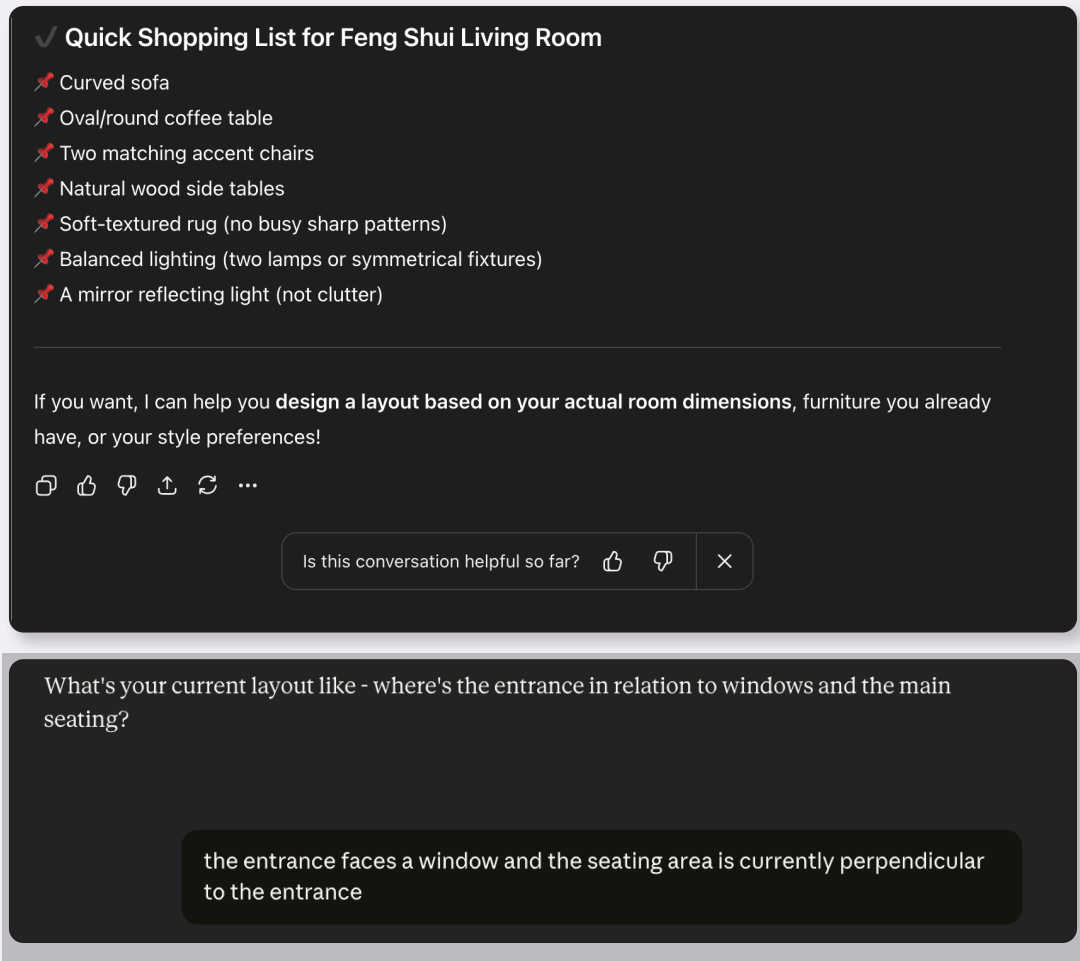 ✔️ Quick Shopping List for Feng Shui Living Room
📌 Curved sofa
📌 Oval/round coffee table
📌 Two matching accent chairs
📌 Natural wood side tables
📌 Soft-textured rug (no busy sharp patterns)
📌 Balanced lighting (two lamps or symmetrical fixtures)
📌 A mirror reflecting light (not clutter)
If you want, I can help you design a layout based on your actual room dimensions, furniture you already
have, or your style preferences!
Is this conversation helpful so far?
What's your current layout like - where's the entrance in relation to windows and the main
seating?
the entrance faces a window and the seating area is currently perpendicular
to the entrance